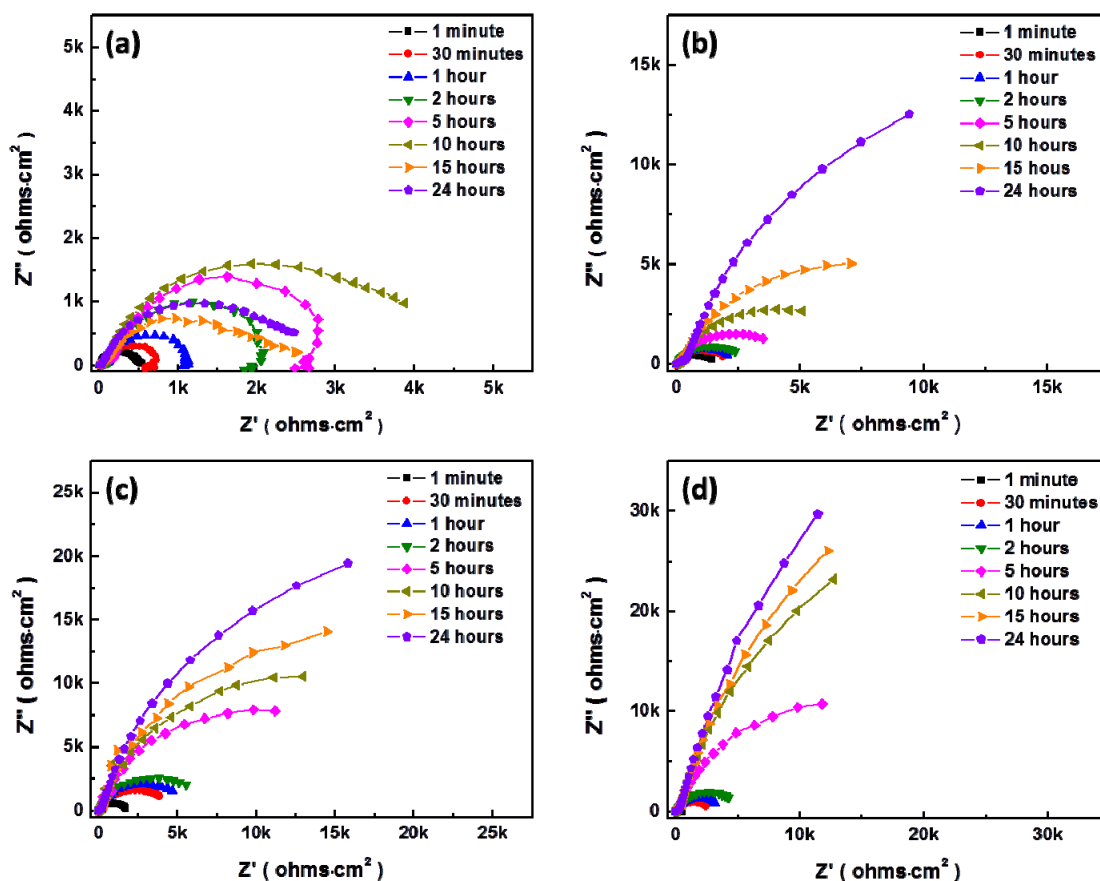 (a)
1 minute
30 minutes
1 hour
2 hours
5 hours
10 hours
15 hours
24 hours
5k
4k
3k
2k
1k
0
Z'' ( ohms·cm²)
0 1k 2k 3k 4k 5k
Z' ( ohms·cm²)
(b)
1 minute
30 minutes
1 hour
2 hours
5 hours
10 hours
15 hous
24 hours
15k
10k
5k
0
Z'' ( ohms·cm²)
0 5k 10k 15k
Z' ( ohms·cm²)
(c)
1 minute
30 minutes
1 hour
2 hours
5 hours
10 hours
15 hours
24 hours
25k
20k
15k
10k
5k
0
Z'' ( ohms·cm²)
0 5k 10k 15k 20k 25k
Z' ( ohms·cm²)
(d)
1 minute
30 minutes
1 hour
2 hours
5 hours
10 hours
15 hours
24 hours
30k
20k
10k
0
Z'' ( ohms·cm²)
0 10k 20k 30k
Z' ( ohms·cm²)